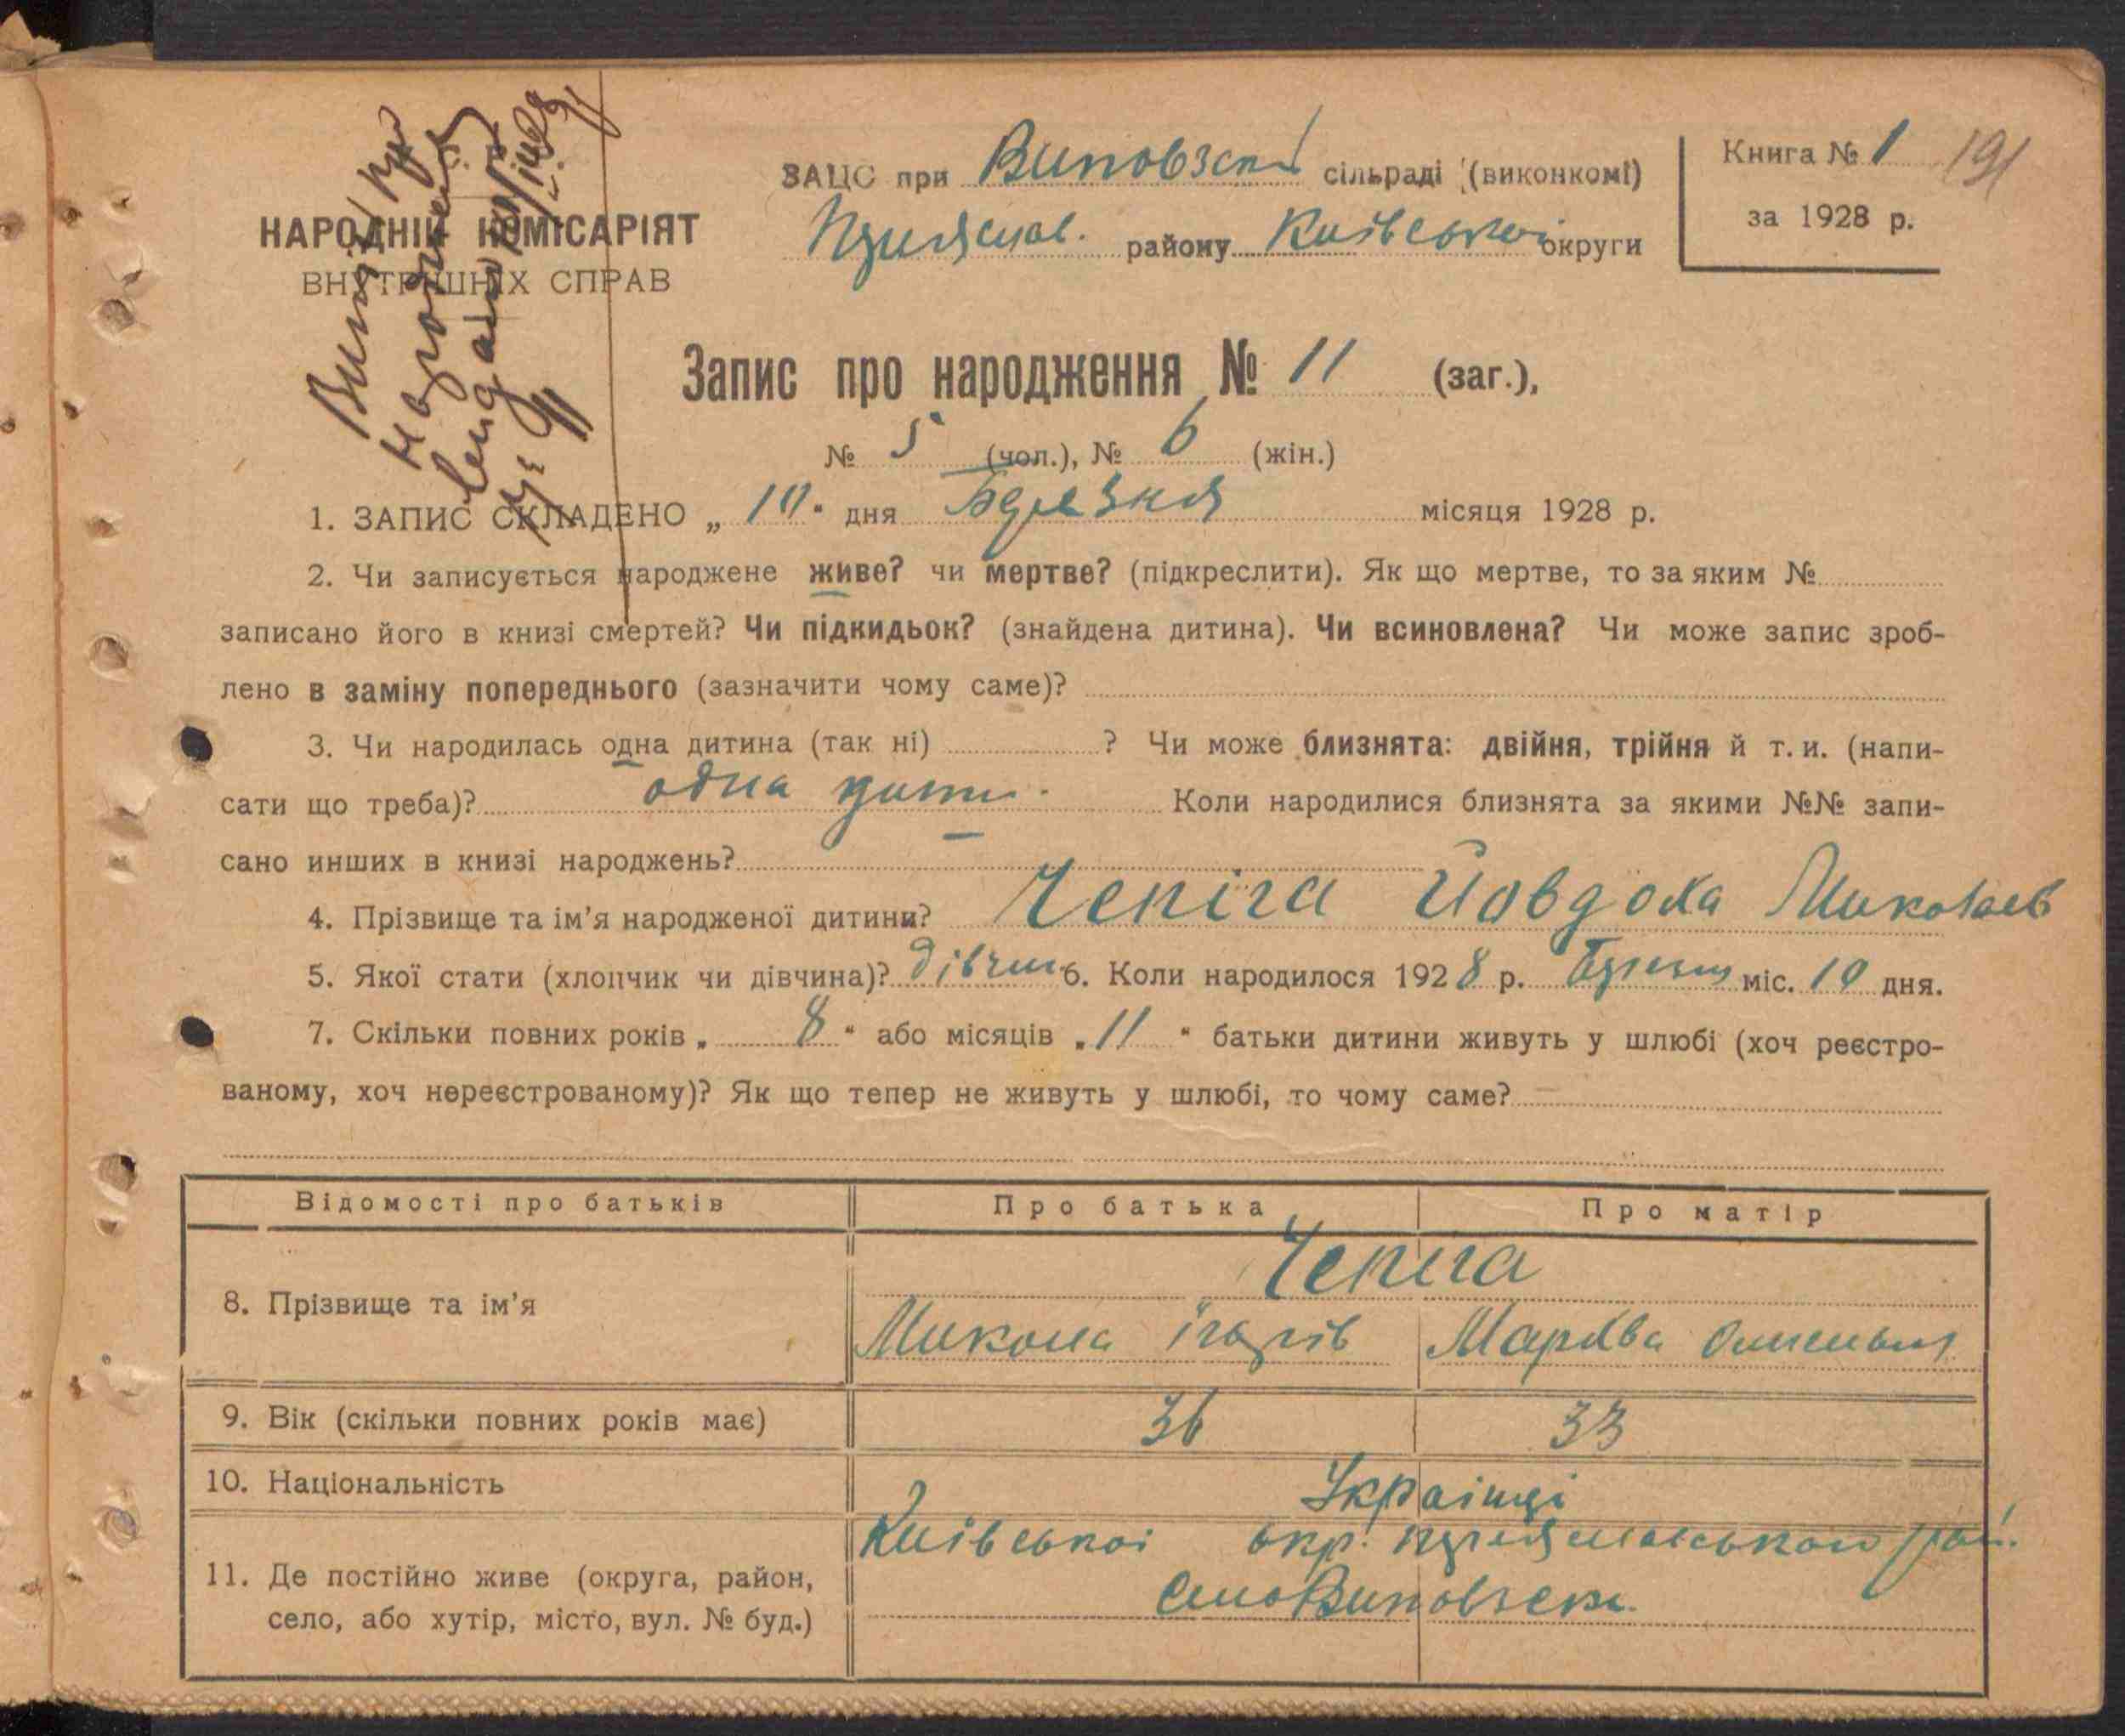 ЗАЦС при Виповзскі сільраді (виконкомі)
Книга № 1 191
НАРОДНІЙ КОМІСАРІЯТ
району Київської округи
за 1928 р.
ВНУТРІШНІХ СПРАВ
Запис про народження № 11 (заг.),
№ 5 (чол.), № 6 (жін.)
1. ЗАПИС СКЛАДЕНО „ 10 “ дня Березня місяця 1928 р.
2. Чи записується народжене живе? чи мертве? (підкреслити). Як що мертве, то за яким №
записано його в книзі смертей? Чи підкидьок? (знайдена дитина). Чи всиновлена? Чи може запис зроб-
лено в заміну попереднього (зазначити чому саме)?
3. Чи народилась одна дитина (так ні) ? Чи може близнята: двійня, трійня й т. и. (напи-
сати що треба)? одна дити. Коли народилися близнята за якими №№ запи-
сано инших в книзі народжень?
4. Прізвище та ім’я народженої дитини? Чепіга Йовдоха Миколаєв
5. Якої стати (хлопчик чи дівчина)? дівчин 6. Коли народилося 1928 р. міс. 10 дня.
7. Скільки повних років „ 8 “ або місяців „ 11 “ батьки дитини живуть у шлюбі (хоч реєстро-
ваному, хоч нереєстрованому)? Як що тепер не живуть у шлюбі, то чому саме?
Відомості про батьків Про батька Про матір
Чепіга
8. Прізвище та ім’я
Микола Мархва
9. Вік (скільки повних років має) 36 33
10. Національність Українці
Київської окр. рай.
11. Де постійно живе (округа, район,
село, або хутір, місто, вул. № буд.)